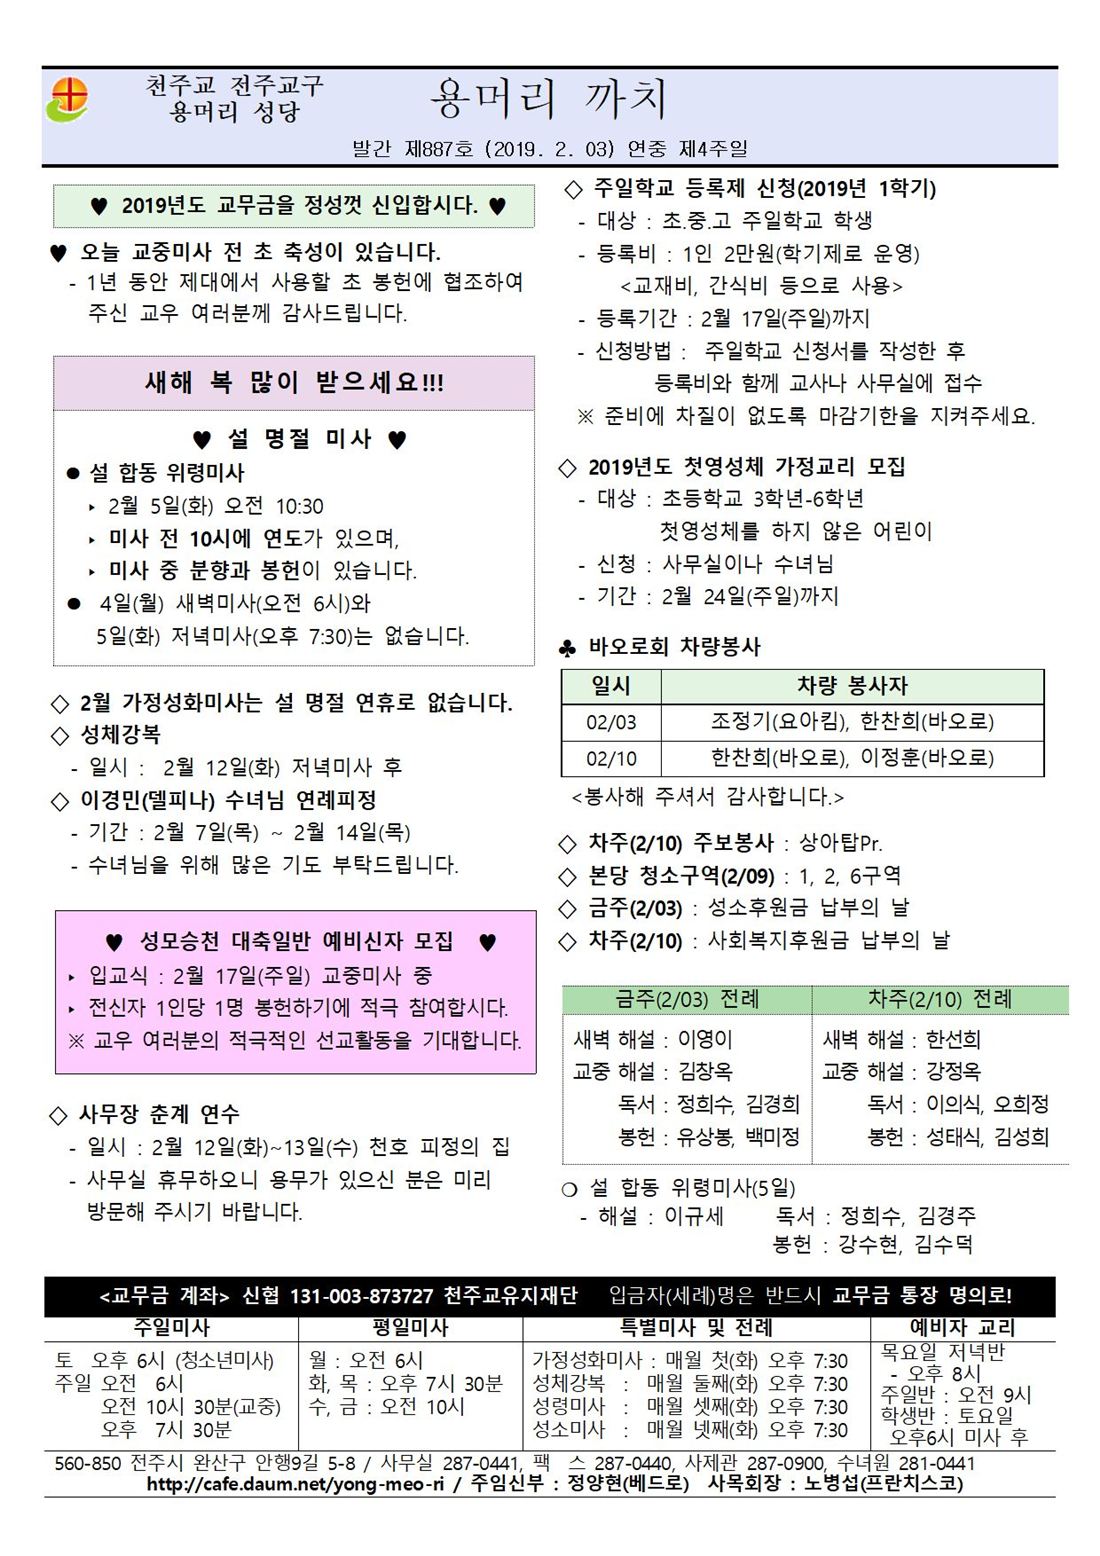 천주교 전주교구
용머리 성당
용머리 까치
발간 제887호 (2019. 2. 03) 연중 제4주일
♥ 2019년도 교무금을 정성껏 신입합시다. ♥
♥ 오늘 교중미사 전 초 축성이 있습니다.
- 1년 동안 제대에서 사용할 초 봉헌에 협조하여
주신 교우 여러분께 감사드립니다.
새해 복 많이 받으세요!!!
♥ 설 명절 미사 ♥
● 설 합동 위령미사
▸ 2월 5일(화) 오전 10:30
▸ 미사 전 10시에 연도가 있으며,
▸ 미사 중 분향과 봉헌이 있습니다.
● 4일(월) 새벽미사(오전 6시)와
5일(화) 저녁미사(오후 7:30)는 없습니다.
◇ 2월 가정성화미사는 설 명절 연휴로 없습니다.
◇ 성체강복
- 일시 : 2월 12일(화) 저녁미사 후
◇ 이경민(델피나) 수녀님 연례피정
- 기간 : 2월 7일(목) ~ 2월 14일(목)
- 수녀님을 위해 많은 기도 부탁드립니다.
♥ 성모승천 대축일반 예비신자 모집 ♥
▸ 입교식 : 2월 17일(주일) 교중미사 중
▸ 전신자 1인당 1명 봉헌하기에 적극 참여합시다.
※ 교우 여러분의 적극적인 선교활동을 기대합니다.
◇ 사무장 춘계 연수
- 일시 : 2월 12일(화)~13일(수) 천호 피정의 집
- 사무실 휴무하오니 용무가 있으신 분은 미리
방문해 주시기 바랍니다.
◇ 주일학교 등록제 신청(2019년 1학기)
- 대상 : 초.중.고 주일학교 학생
- 등록비 : 1인 2만원(학기제로 운영)
<교재비, 간식비 등으로 사용>
- 등록기간 : 2월 17일(주일)까지
- 신청방법 : 주일학교 신청서를 작성한 후
등록비와 함께 교사나 사무실에 접수
※ 준비에 차질이 없도록 마감기한을 지켜주세요.
◇ 2019년도 첫영성체 가정교리 모집
- 대상 : 초등학교 3학년-6학년
첫영성체를 하지 않은 어린이
- 신청 : 사무실이나 수녀님
- 기간 : 2월 24일(주일)까지
♣ 바오로회 차량봉사
일시 차량 봉사자
02/03 조정기(요아킴), 한찬희(바오로)
02/10 한찬희(바오로), 이정훈(바오로)
<봉사해 주셔서 감사합니다.>
◇ 차주(2/10) 주보봉사 : 상아탑Pr.
◇ 본당 청소구역(2/09) : 1, 2, 6구역
◇ 금주(2/03) : 성소후원금 납부의 날
◇ 차주(2/10) : 사회복지후원금 납부의 날
금주(2/03) 전례 차주(2/10) 전례
새벽 해설 : 이영이 새벽 해설 : 한선희
교중 해설 : 김창옥 교중 해설 : 강정옥
독서 : 정희수, 김경희 독서 : 이의식, 오희정
봉헌 : 유상봉, 백미정 봉헌 : 성태식, 김성희
❍ 설 합동 위령미사(5일)
- 해설 : 이규세 독서 : 정희수, 김경주
봉헌 : 강수현, 김수덕
<교무금 계좌> 신협 131-003-873727 천주교유지재단 입금자(세례)명은 반드시 교무금 통장 명의로!
주일미사 평일미사 특별미사 및 전례 예비자 교리
토 오후 6시 (청소년미사) 월 : 오전 6시 가정성화미사 : 매월 첫(화) 오후 7:30 목요일 저녁반
주일 오전 6시 화, 목 : 오후 7시 30분 성체강복 : 매월 둘째(화) 오후 7:30 - 오후 8시
오전 10시 30분(교중) 수, 금 : 오전 10시 성령미사 : 매월 셋째(화) 오후 7:30 주일반 : 오전 9시
오후 7시 30분 성소미사 : 매월 넷째(화) 오후 7:30 학생반 : 토요일
오후6시 미사 후
560-850 전주시 완산구 안행9길 5-8 / 사무실 287-0441, 팩 스 287-0440, 사제관 287-0900, 수녀원 281-0441
http://cafe.daum.net/yong-meo-ri / 주임신부 : 정양현(베드로) 사목회장 : 노병섭(프란치스코)